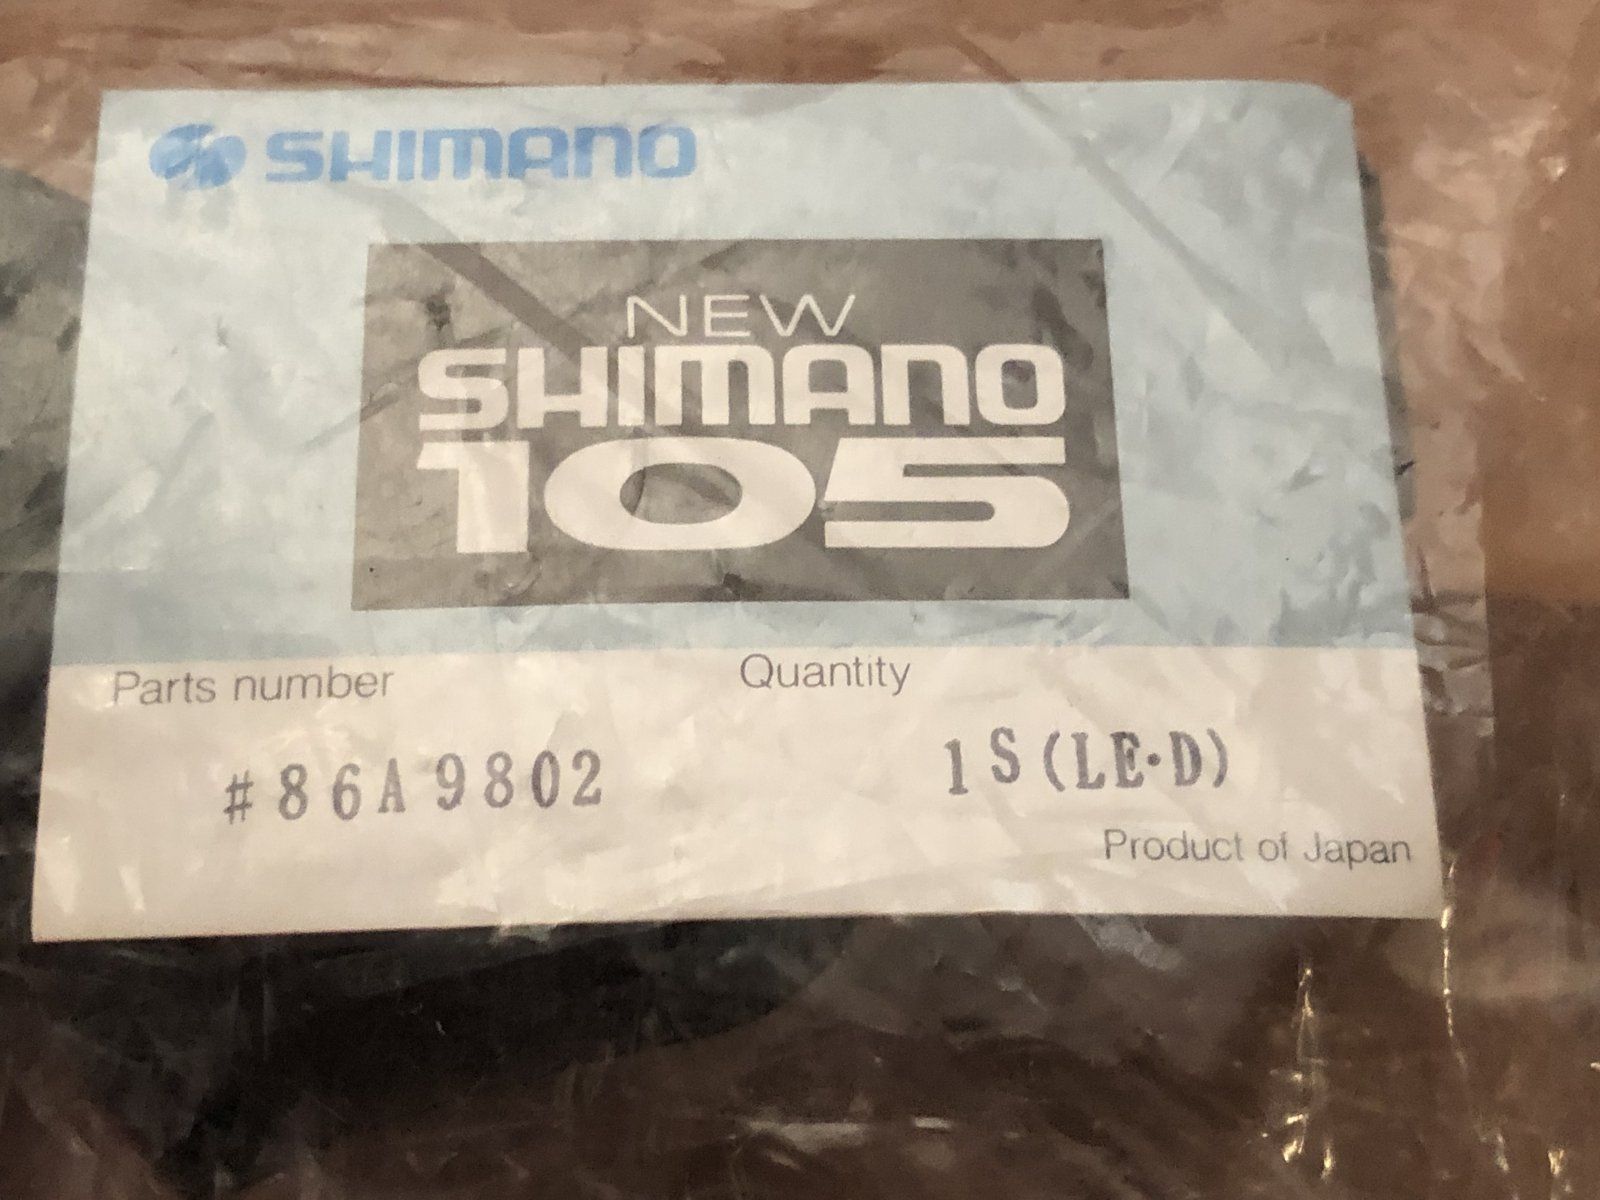 SHIMANO
NEW
SHIMANO
105
Parts number
Quantity
#86A9802
1S(LE·D)
Product of Japan